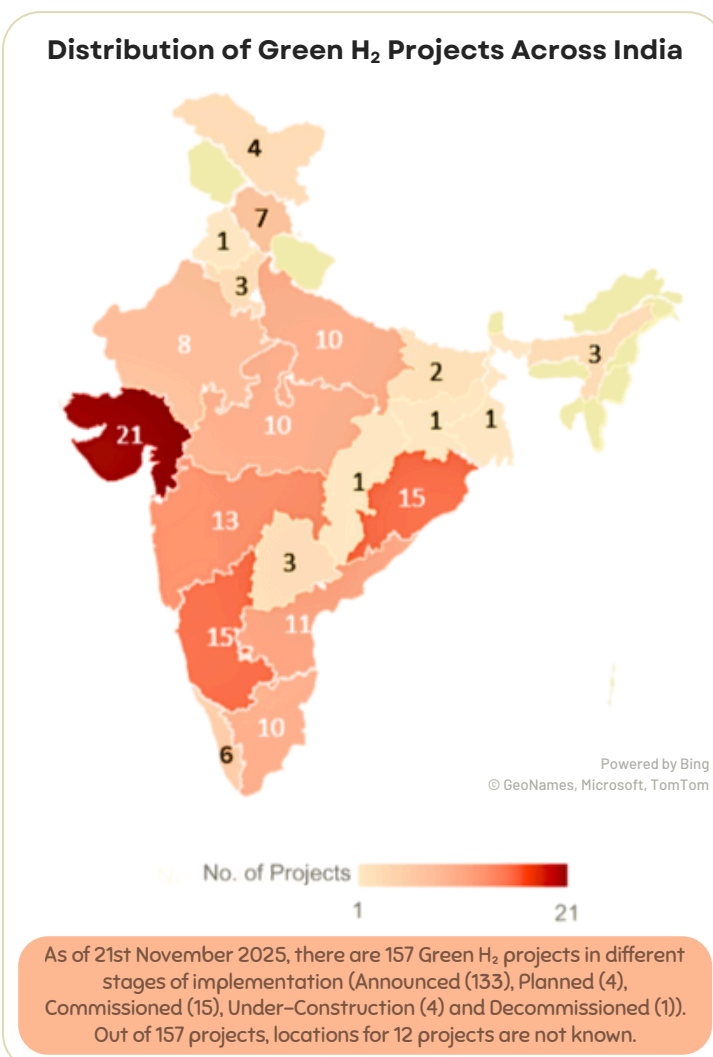 Distribution of Green H₂ Projects Across India
4
7
1
3
8
10
2
21
10
1
1
3
1
15
13
3
15
11
10
6
Powered by Bing
© GeoNames, Microsoft, TomTom
No. of Projects
1
21
As of 21st November 2025, there are 157 Green H₂ projects in different
stages of implementation (Announced (133), Planned (4),
Commissioned (15), Under-Construction (4) and Decommissioned (1)).
Out of 157 projects, locations for 12 projects are not known.